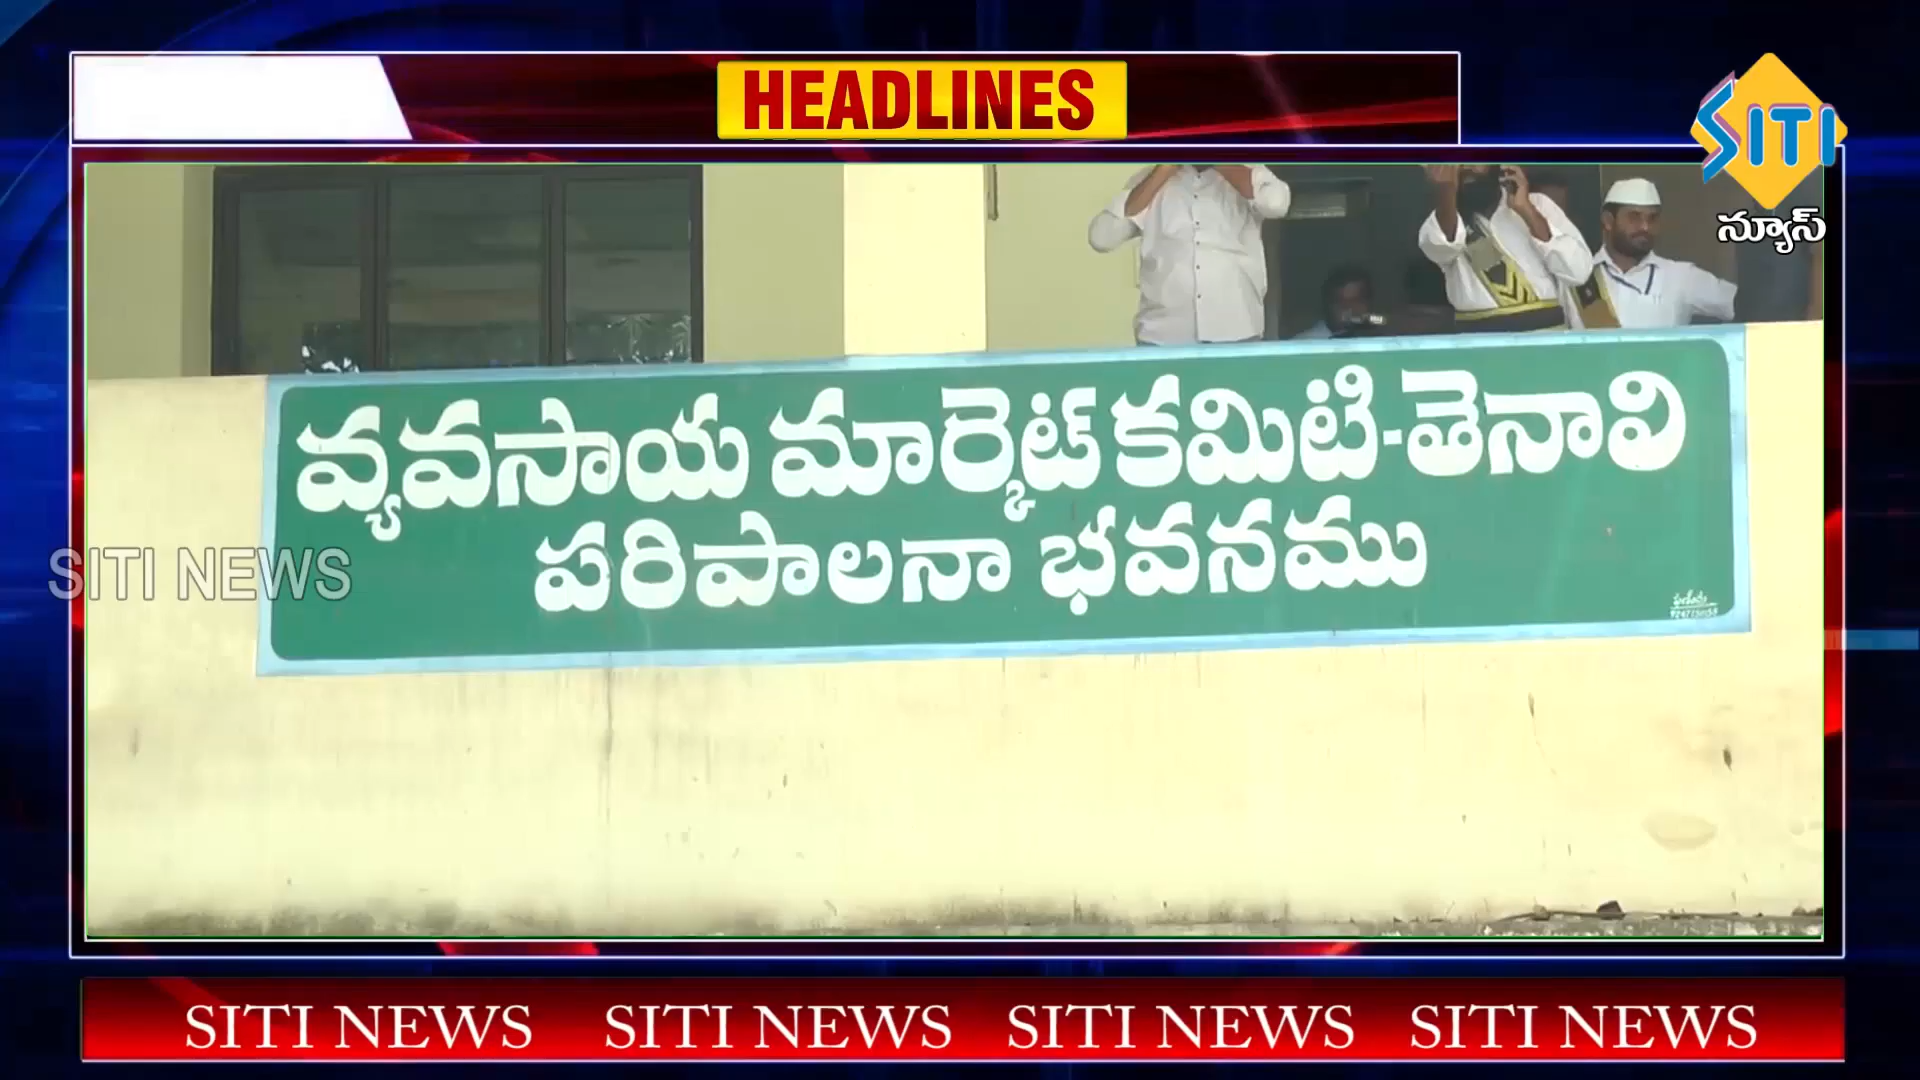 HEADLINES
SITI
న్యూస్
వ్యవసాయ మార్కెట్ కమిటి-తెనాలి
పరిపాలనా భవనము
SITI NEWS
SITI NEWS SITI NEWS SITI NEWS SITI NEWS